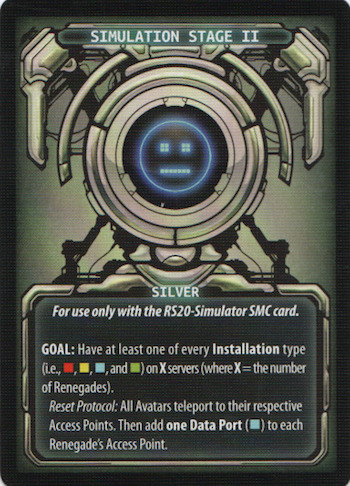 SIMULATION STAGE II
SILVER
For use only with the RS20-Simulator SMC card.
GOAL: Have at least one of every Installation type
(i.e., ■, ■, ■, and ■) on X servers (where X = the number
of Renegades).
Reset Protocol: All Avatars teleport to their respective
Access Points. Then add one Data Port (■) to each
Renegade's Access Point.